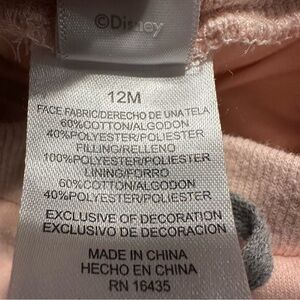 ©Disney
12M
FACE FABRIC/DERECHO DE UNA TELA
60%COTTON/ALGODON
40%POLYESTER/POLIESTER
FILLING/RELLENO
100%POLYESTER/POLIESTER
LINING/FORRO
60%COTTON/ALGODON
40%POLYESTER/POLIESTER
EXCLUSIVE OF DECORATION
EXCLUSIVO DE DECORACION
MADE IN CHINA
HECHO EN CHINA
RN 16435